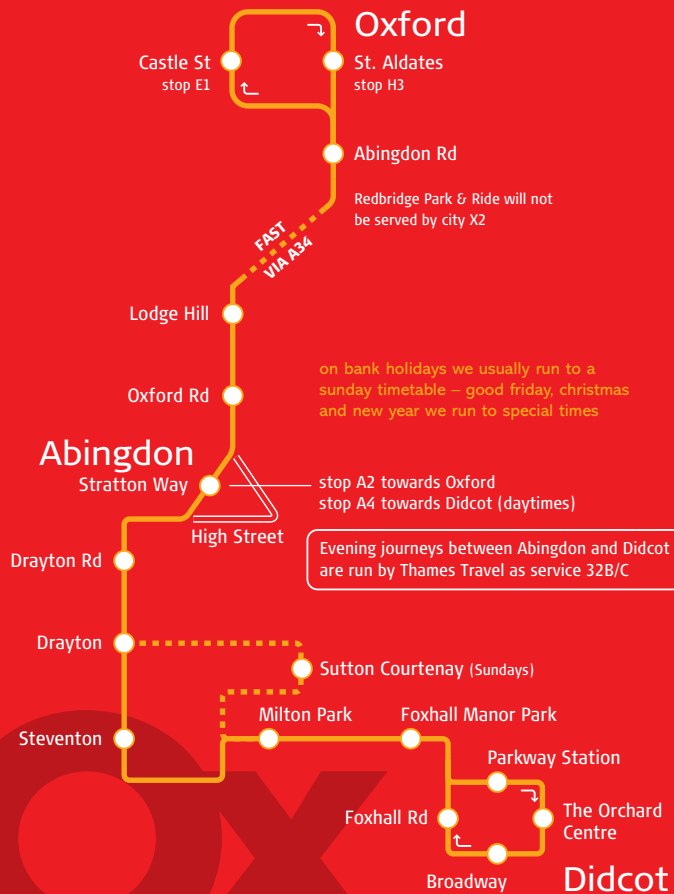 Oxford
Castle St
stop E1
St. Aldates
stop H3
Abingdon Rd
Redbridge Park & Ride will not
be served by city X2
FAST
VIA A34
Lodge Hill
on bank holidays we usually run to a
sunday timetable – good friday, christmas
and new year we run to special times
Oxford Rd
Abingdon
Stratton Way
stop A2 towards Oxford
stop A4 towards Didcot (daytimes)
High Street
Evening journeys between Abingdon and Didcot
are run by Thames Travel as service 32B/C
Drayton Rd
Drayton
Sutton Courtenay (Sundays)
Steventon
Milton Park
Foxhall Manor Park
Parkway Station
Foxhall Rd
The Orchard
Centre
Broadway
Didcot
ox